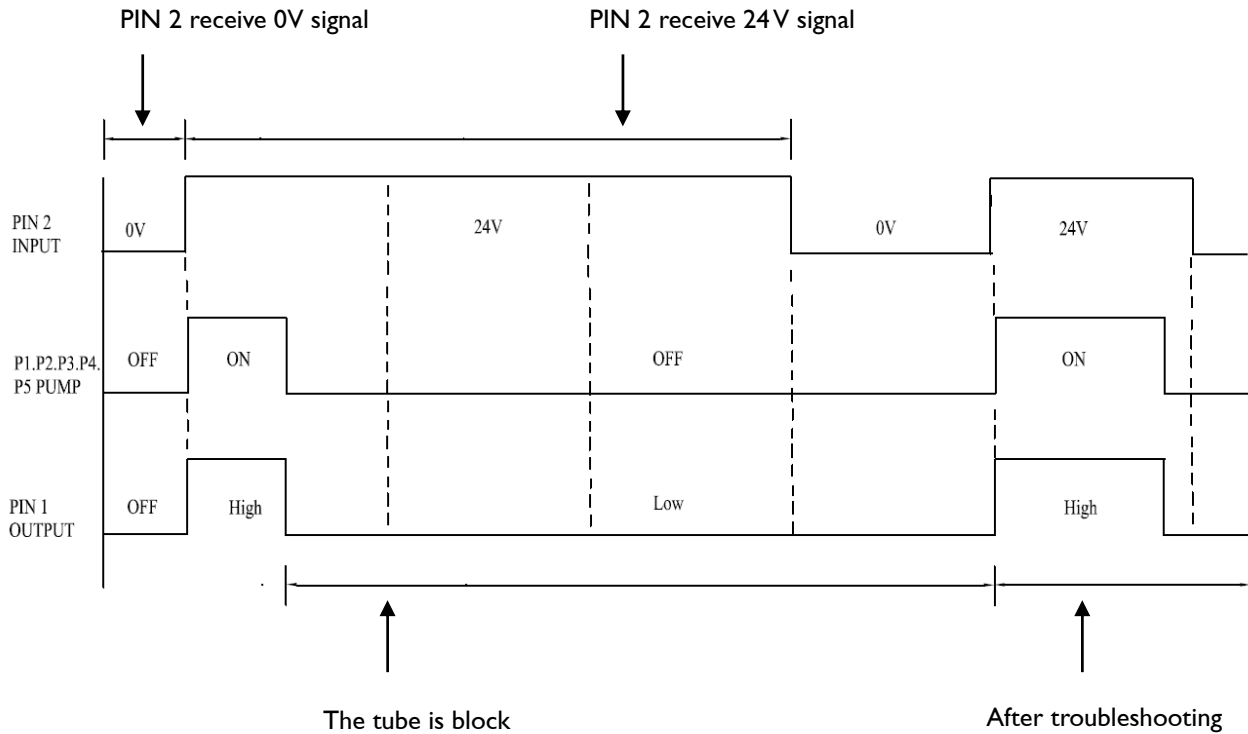 PIN 2 receive 0V signal
PIN 2 receive 24V signal
PIN 2
INPUT
0V
24V
0V
24V
P1.P2.P3.P4.
P5 PUMP
OFF
ON
OFF
ON
PIN 1
OUTPUT
OFF
High
Low
High
The tube is block
After troubleshooting